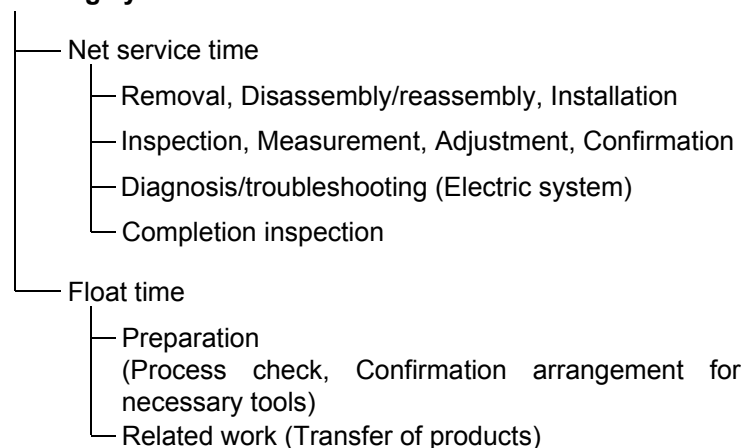 Net service time
Removal, Disassembly/reassembly, Installation
Inspection, Measurement, Adjustment, Confirmation
Diagnosis/troubleshooting (Electric system)
Completion inspection
Float time
Preparation
(Process check, Confirmation arrangement for
necessary tools)
Related work (Transfer of products)